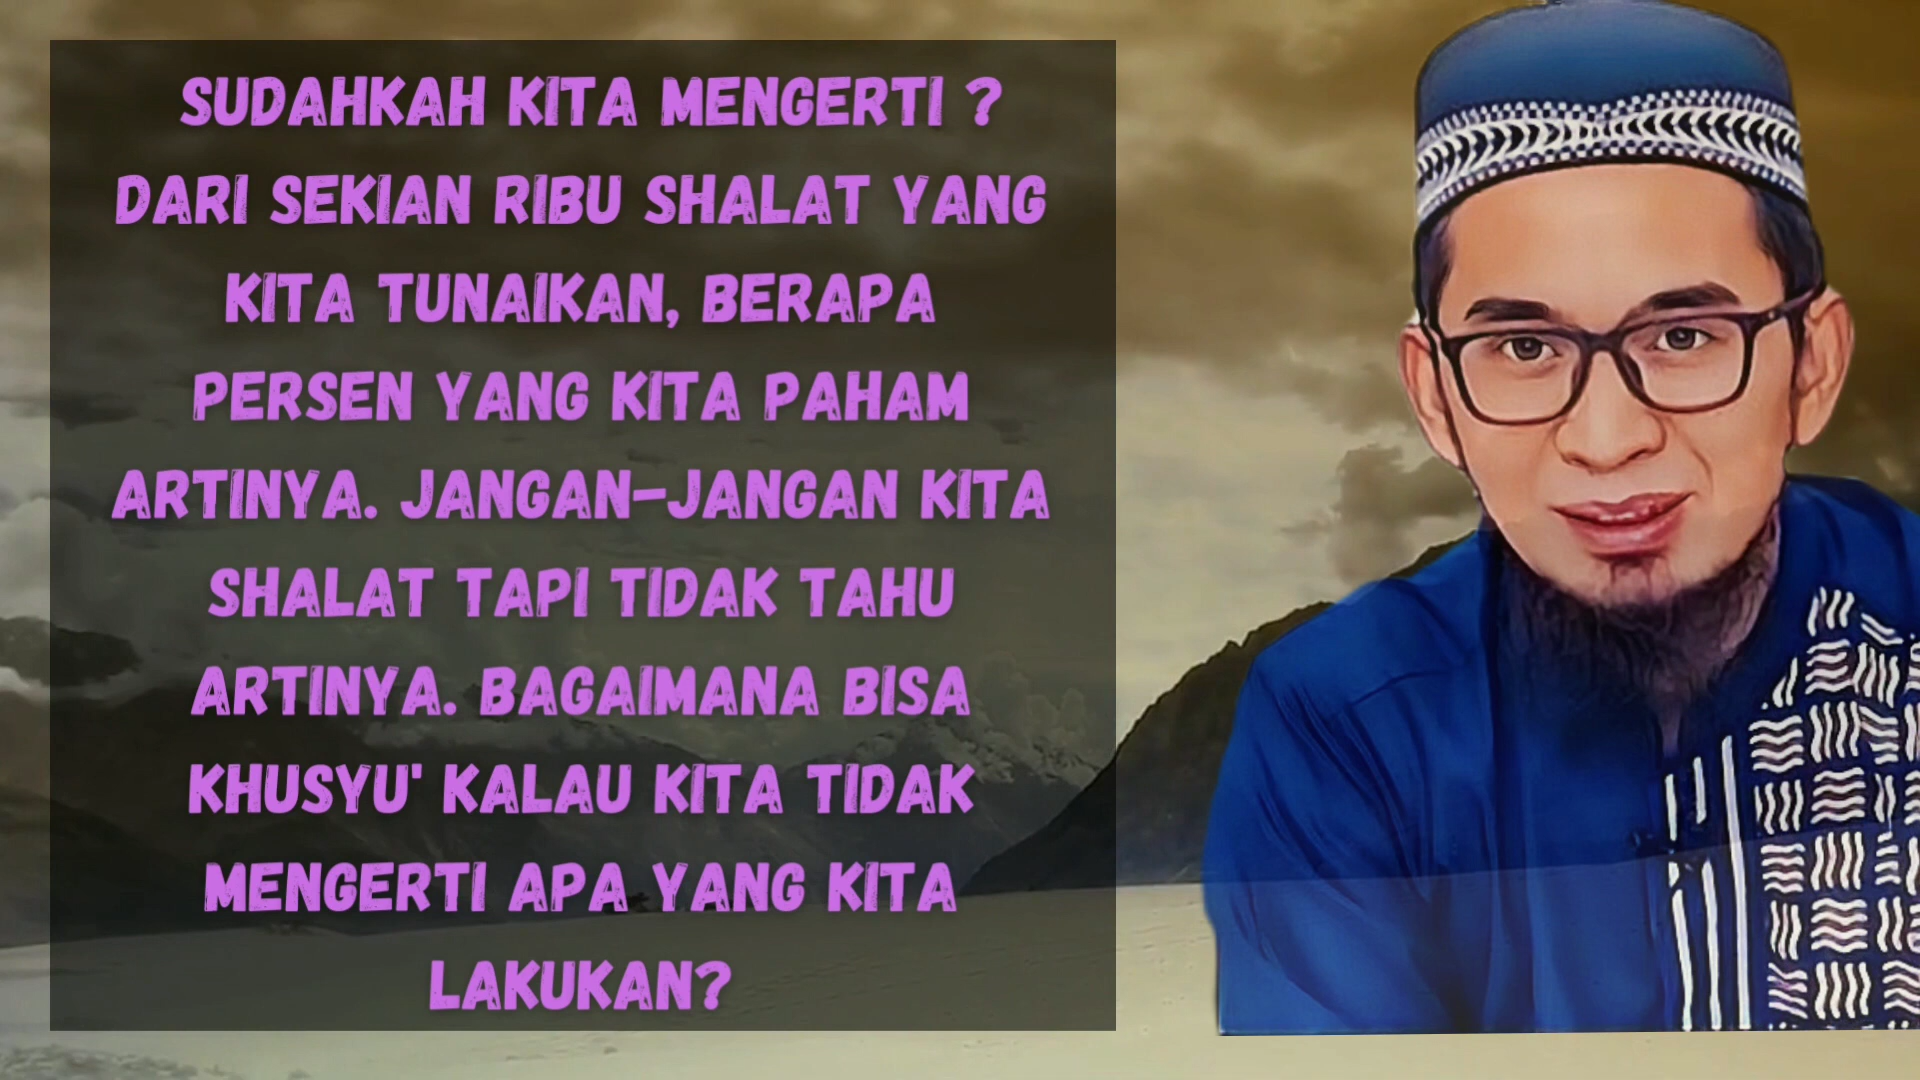 SUDAHKAH KITA MENGERTI ?
DARI SEKIAN RIBU SHALAT YANG
KITA TUNAIKAN, BERAPA
PERSEN YANG KITA PAHAM
ARTINYA. JANGAN-JANGAN KITA
SHALAT TAPI TIDAK TAHU
ARTINYA. BAGAIMANA BISA
KHUSYU' KALAU KITA TIDAK
MENGERTI APA YANG KITA
LAKUKAN?